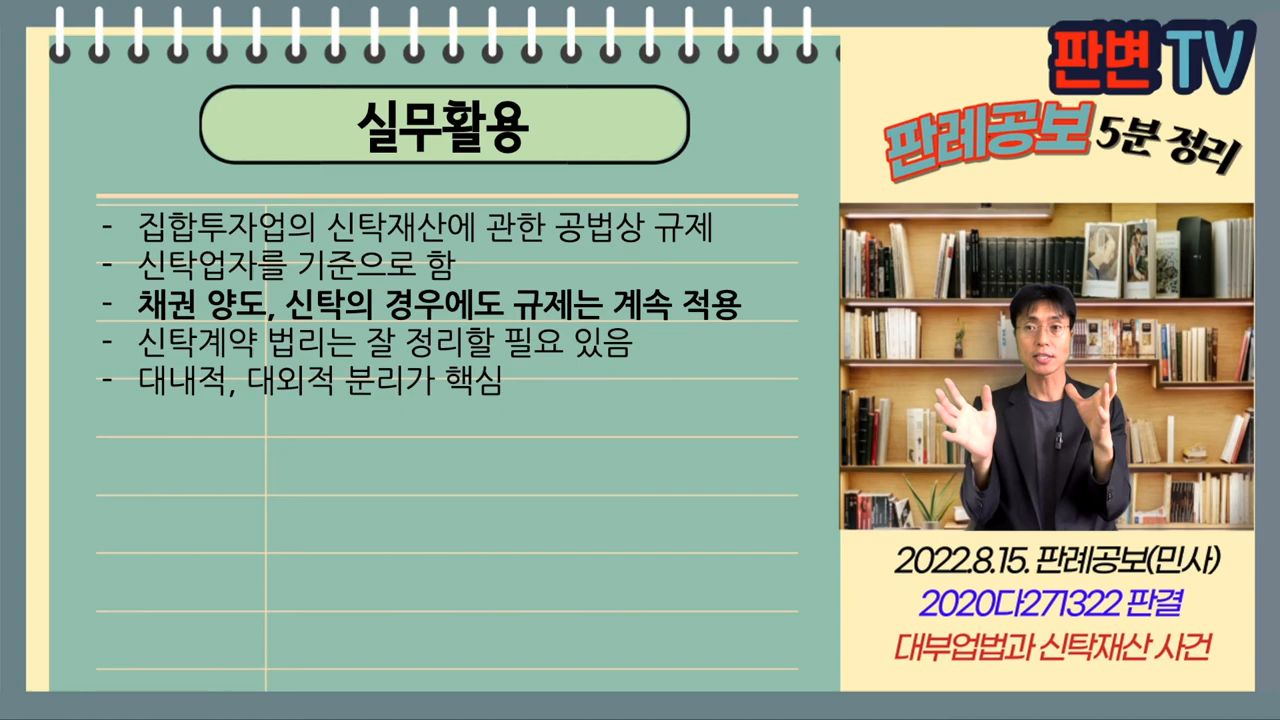 판변 TV
판례공보 5분 정리
실무활용
- 집합투자업의 신탁재산에 관한 공법상 규제
- 신탁업자를 기준으로 함
- 채권 양도, 신탁의 경우에도 규제는 계속 적용
- 신탁계약 법리는 잘 정리할 필요 있음
- 대내적, 대외적 분리가 핵심
2022.8.15. 판례공보(민사)
2020다271322 판결
대부업법과 신탁재산 사건